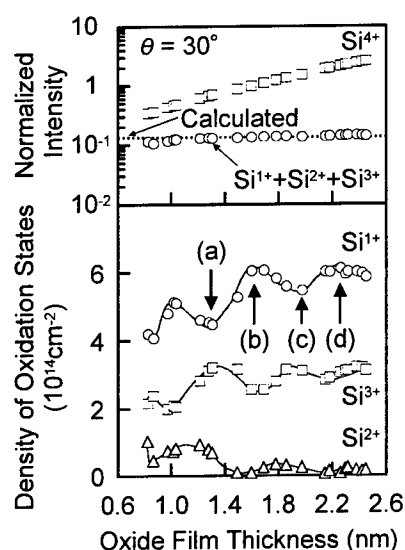 θ = 30°
Si4+
Normalized
Intensity
1
10-1
10-2
Calculated
Si1++Si2++Si3+
Density of Oxidation States
(10^14cm-2)
8
6
4
2
0
Si1+
(a)
(b)
(c)
(d)
Si3+
Si2+
0.6
1.0
1.4
1.8
2.2
2.6
Oxide Film Thickness (nm)